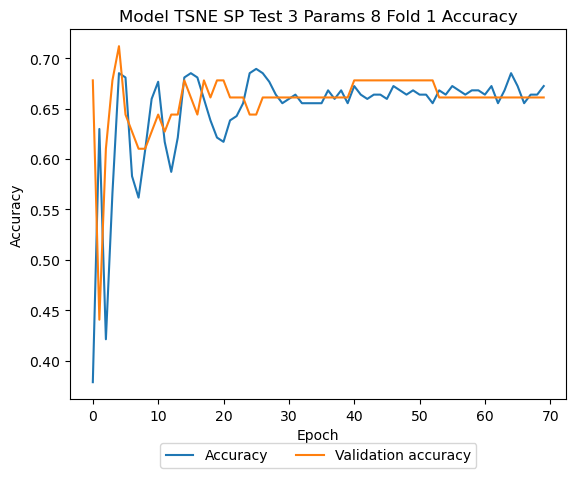 Model TSNE SP Test 3 Params 8 Fold 1 Accuracy
0.70
0.65
0.60
0.55
0.50
0.45
0.40
Accuracy
0 10 20 30 40 50 60 70
Epoch
Accuracy Validation accuracy